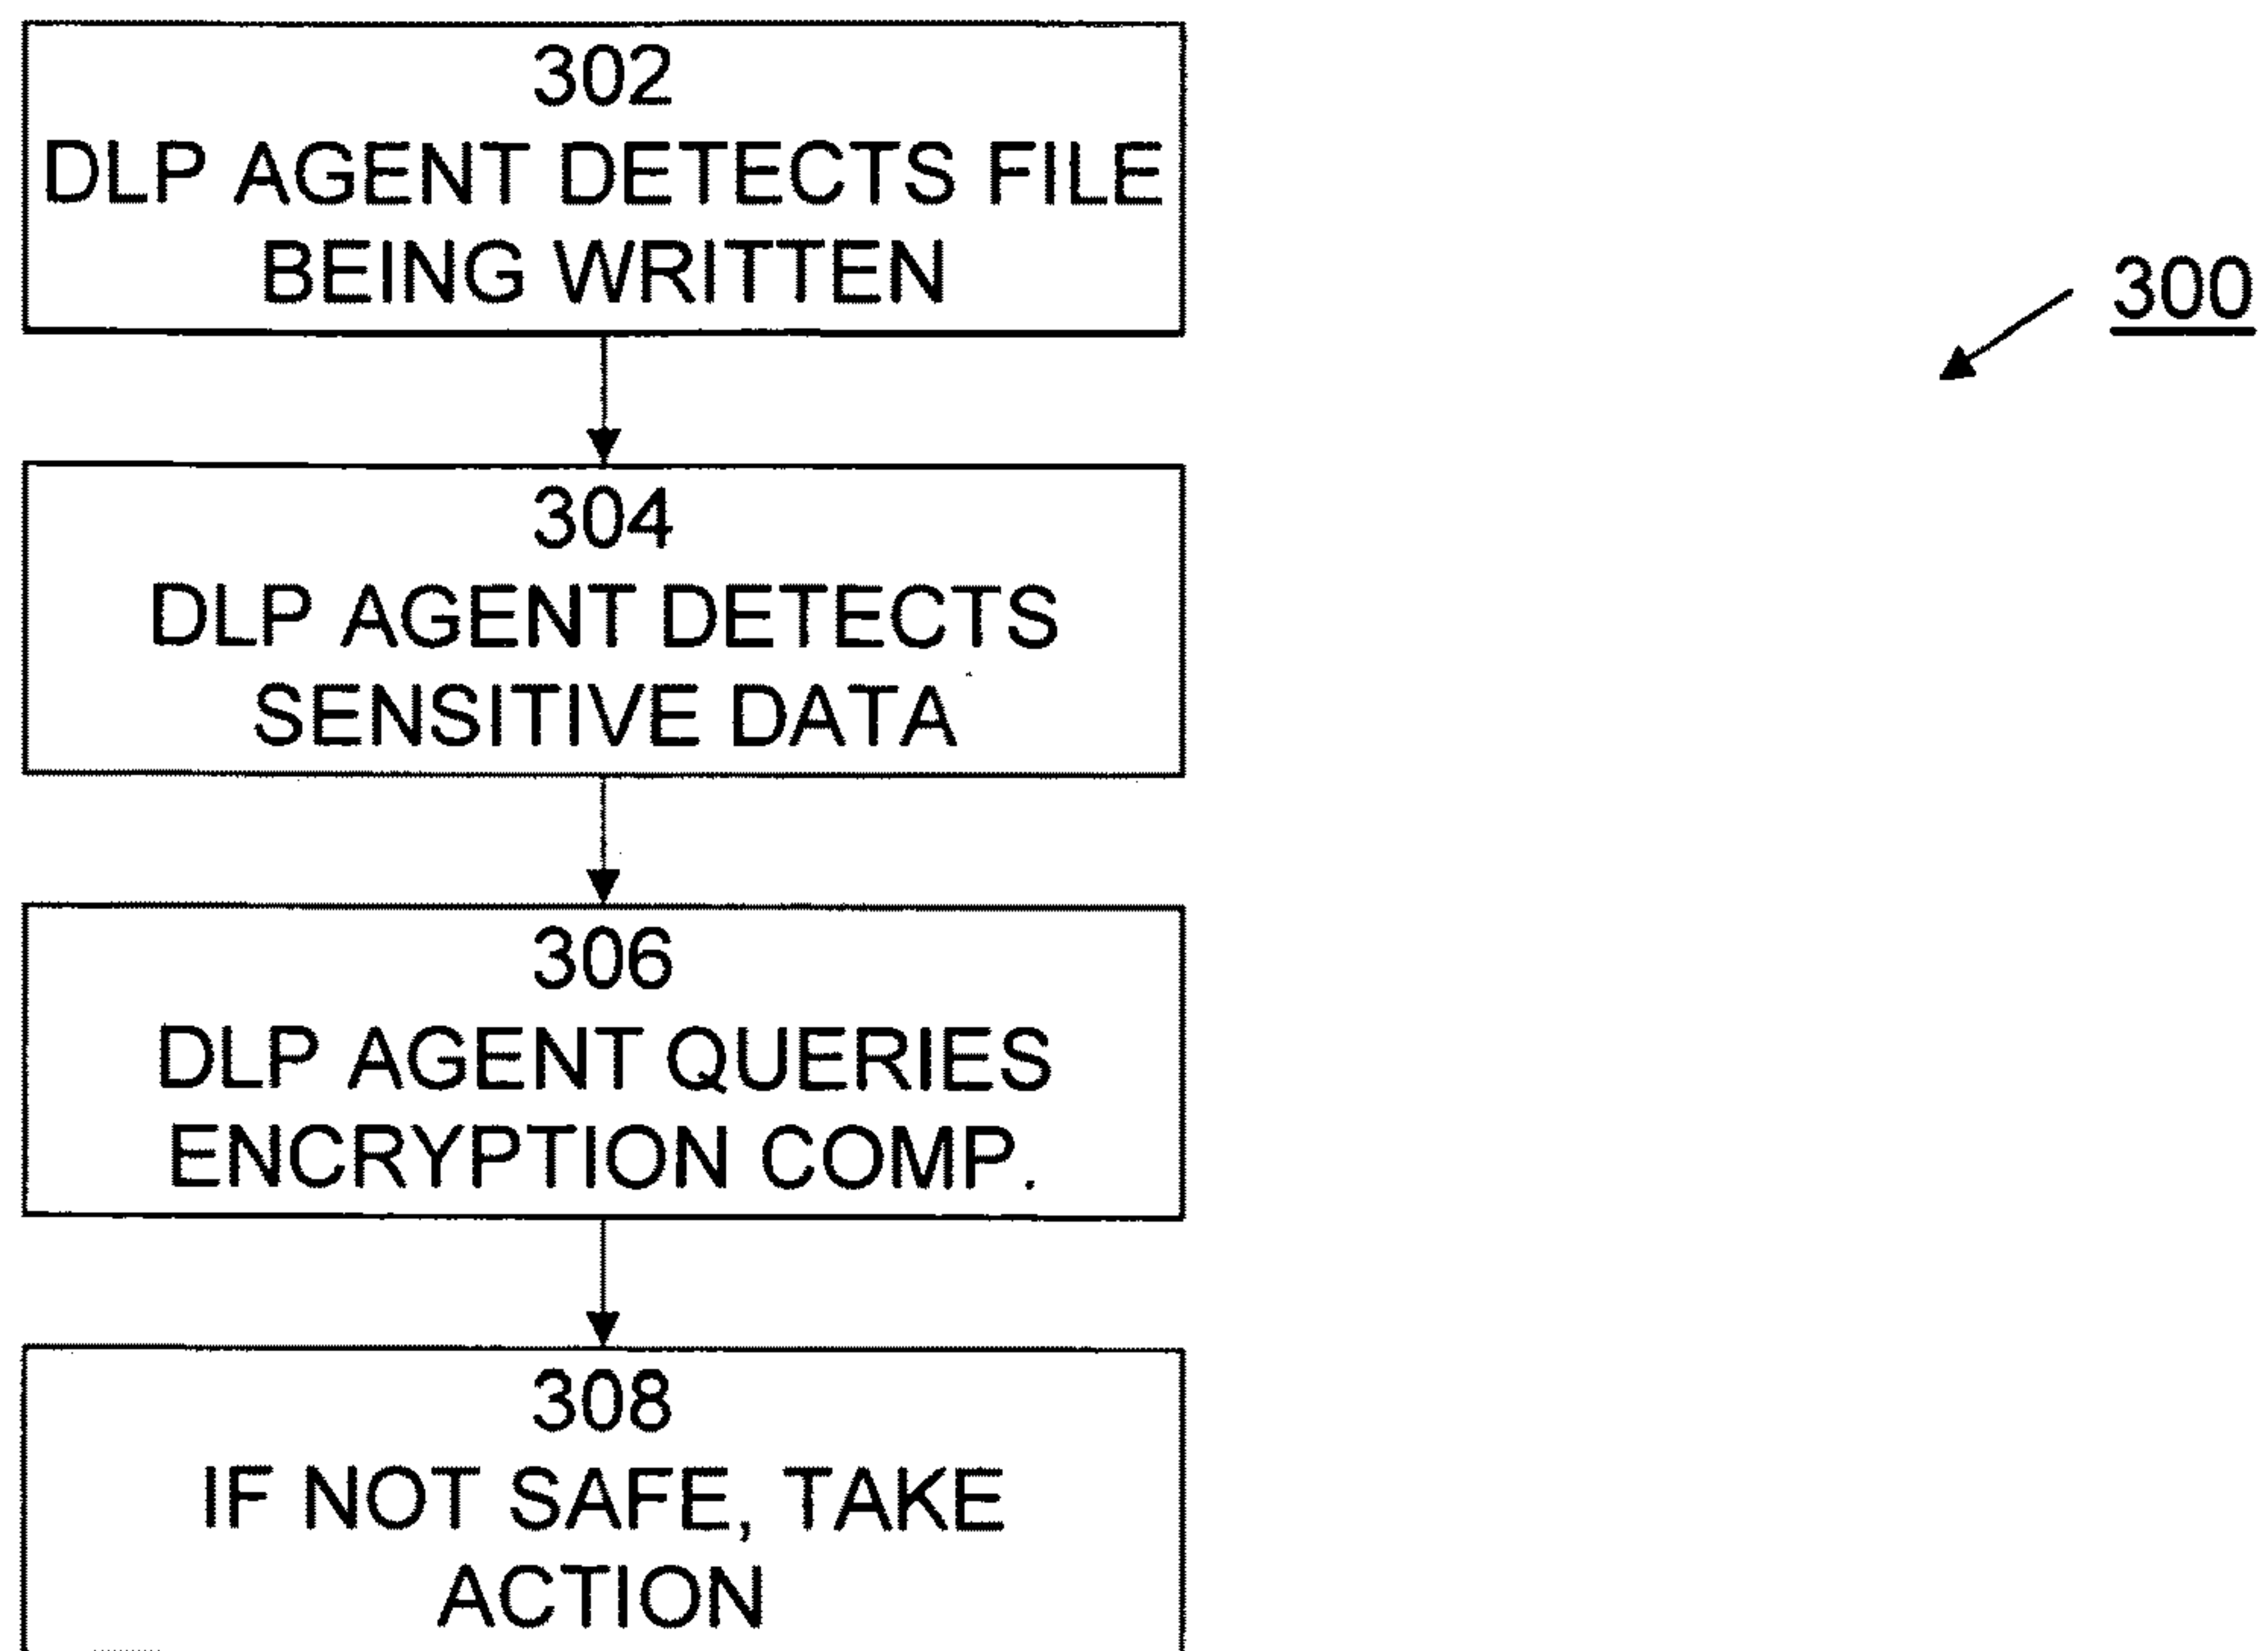 302
DLP AGENT DETECTS FILE
BEING WRITTEN
300
304
DLP AGENT DETECTS
SENSITIVE DATA
306
DLP AGENT QUERIES
ENCRYPTION COMP.
308
IF NOT SAFE, TAKE
ACTION